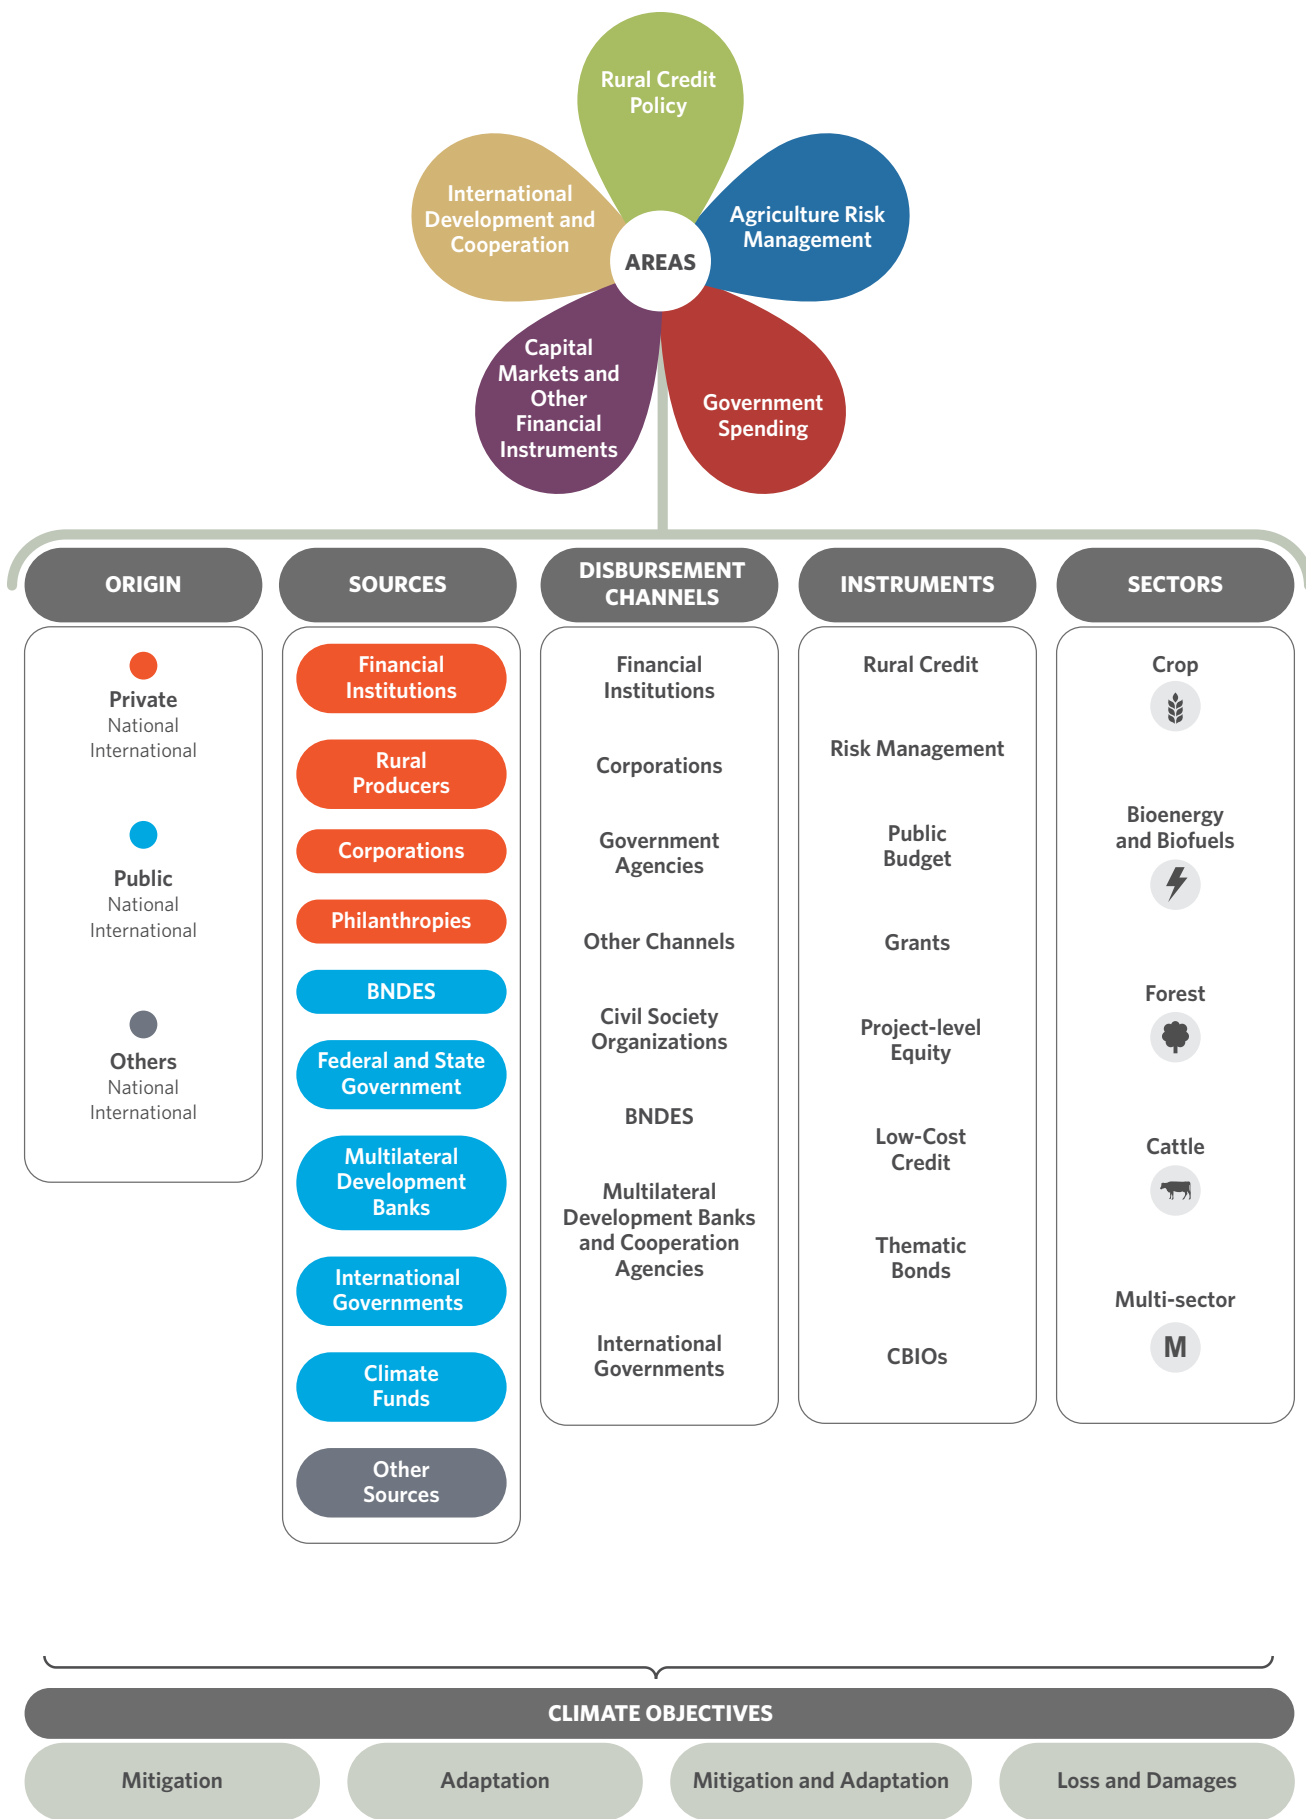 Rural Credit
Policy
International
Development and
Cooperation
Agriculture Risk
Management
AREAS
Capital
Markets and
Other
Financial
Instruments
Government
Spending
ORIGIN
Private
National
International
Public
National
International
Others
National
International
SOURCES
Financial
Institutions
Rural
Producers
Corporations
Philanthropies
BNDES
Federal and State
Government
Multilateral
Development
Banks
International
Governments
Climate
Funds
Other
Sources
DISBURSEMENT
CHANNELS
Financial
Institutions
Corporations
Government
Agencies
Other Channels
Civil Society
Organizations
BNDES
Multilateral
Development Banks
and Cooperation
Agencies
International
Governments
INSTRUMENTS
Rural Credit
Risk Management
Public
Budget
Grants
Project-level
Equity
Low-Cost
Credit
Thematic
Bonds
CBIOs
SECTORS
Crop
Bioenergy
and Biofuels
Forest
Cattle
Multi-sector
M
CLIMATE OBJECTIVES
Mitigation
Adaptation
Mitigation and Adaptation
Loss and Damages